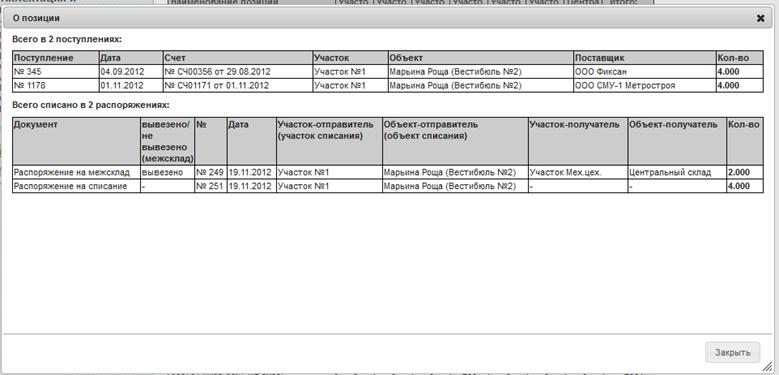 О позиции
Всего в 2 поступлениях:
Поступление Дата Счет Участок Объект Поставщик Кол-во
№ 345 04.09.2012 № СЧ00356 от 29.08.2012 Участок №1 Марьина Роща (Вестибюль №2) ООО Фиксан 4.000
№ 1178 01.11.2012 № СЧ01171 от 01.11.2012 Участок №1 Марьина Роща (Вестибюль №2) ООО СМУ-1 Метростроя 4.000
Всего списано в 2 распоряжениях:
Документ вывезено/ № Дата Участок-отправитель Объект-отправитель Участок-получатель Объект-получатель Кол-во
не (участок списания) (объект списания)
вывезено
(межсклад)
Распоряжение на межсклад вывезено № 249 19.11.2012 Участок №1 Марьина Роща (Вестибюль №2) Участок Мех.цех. Центральный склад 2.000
Распоряжение на списание - № 251 19.11.2012 Участок №1 Марьина Роща (Вестибюль №2) - - 4.000
Закрыть